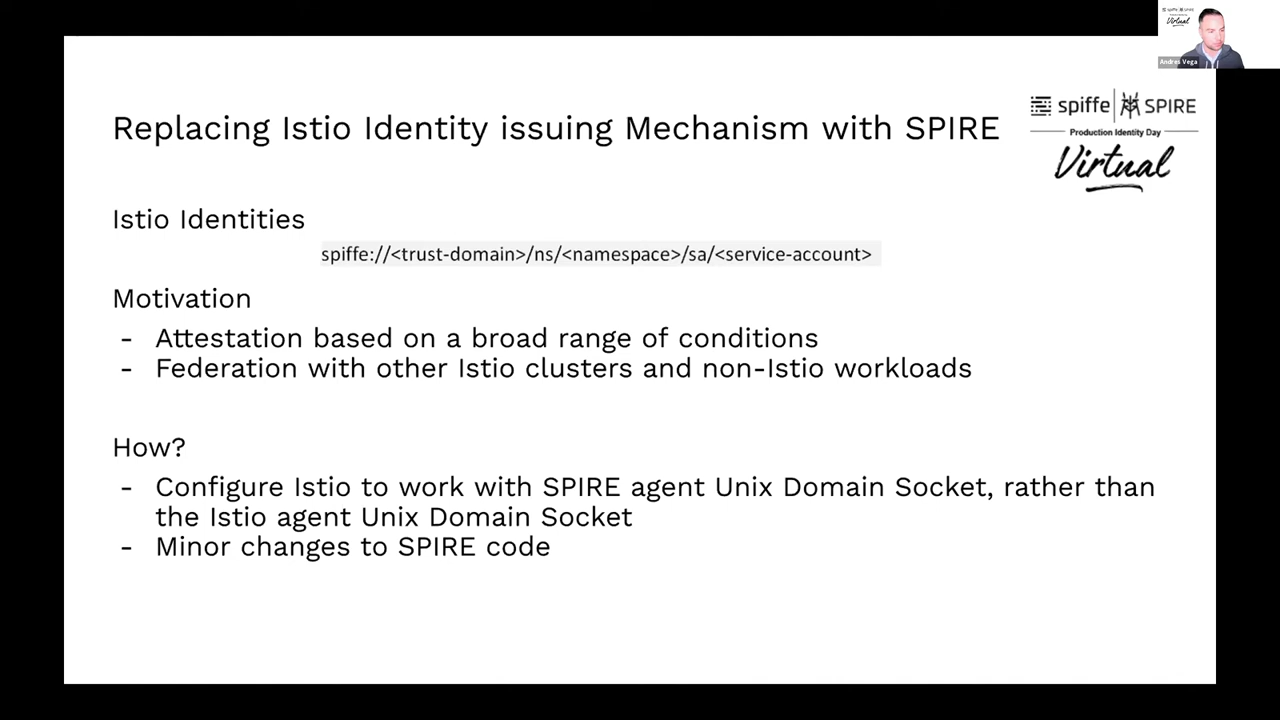 spiffe SPIRE
Virtual
Andres Vega
spiffe SPIRE
Production Identity Day
Virtual
Replacing Istio Identity issuing Mechanism with SPIRE
Istio Identities
spiffe://<trust-domain>/ns/<namespace>/sa/<service-account>
Motivation
- Attestation based on a broad range of conditions
- Federation with other Istio clusters and non-Istio workloads
How?
- Configure Istio to work with SPIRE agent Unix Domain Socket, rather than
the Istio agent Unix Domain Socket
- Minor changes to SPIRE code